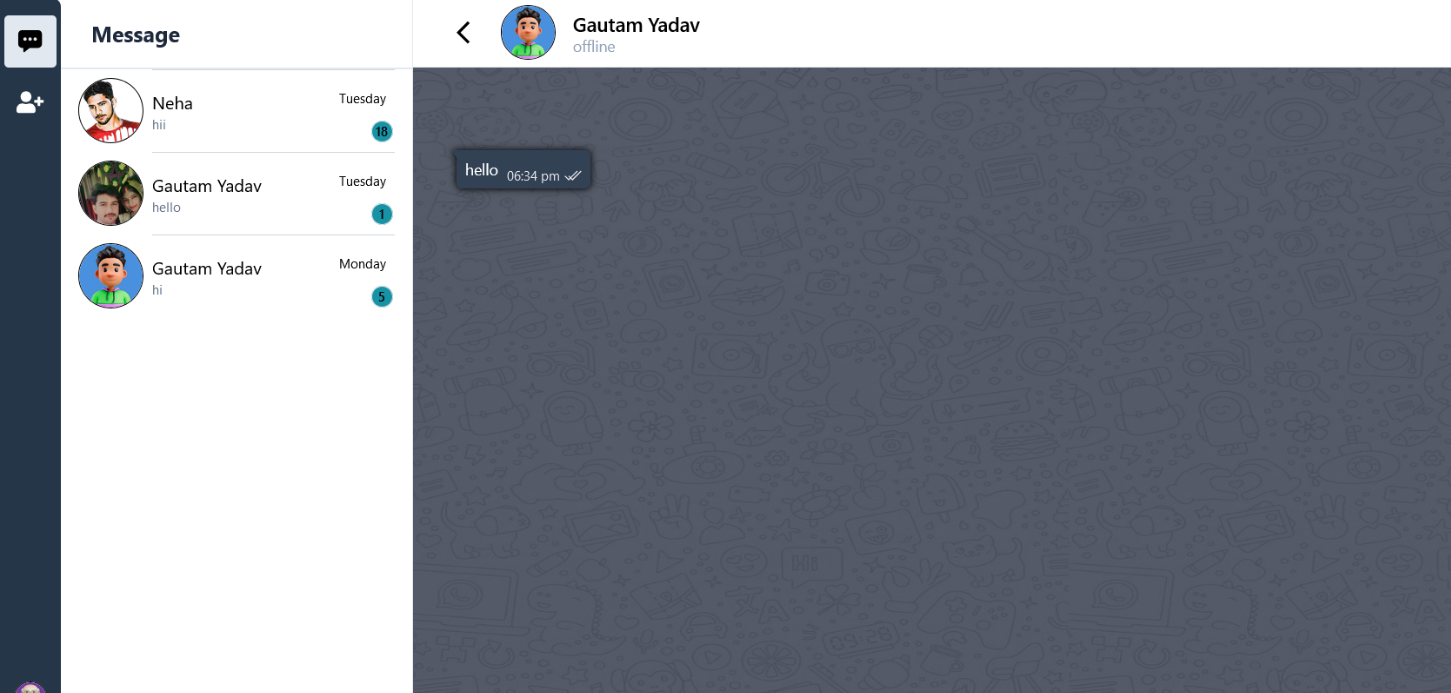 Message
Neha
Tuesday
hii
18
Gautam Yadav
Tuesday
hello
1
Gautam Yadav
Monday
hi
5
Gautam Yadav
offline
hello 06:34 pm